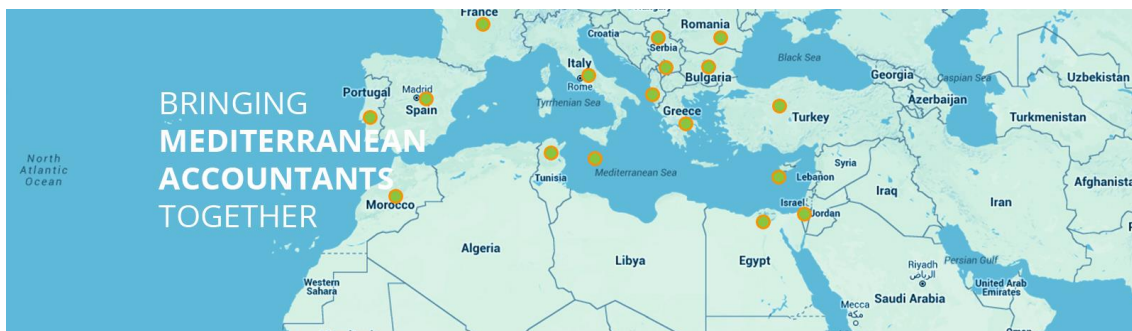 BRINGING
MEDITERRANEAN
ACCOUNTANTS
TOGETHER
France
Croatia
Romania
Serbia
Italy
Rome
Bulgaria
Black Sea
Georgia
Caspian Sea
Uzbekistan
Azerbaijan
Portugal
Madrid
Spain
Tyrrhenian Sea
Greece
Turkey
Turkmenistan
North
Atlantic
Ocean
Tunisia
Mediterranean Sea
Syria
Lebanon
Iraq
Iran
Afghanista
Morocco
Israel
Jordan
Algeria
Libya
Egypt
Persian Gulf
Western
Sahara
Riyadh
الرياض
United Arab
Emirates
Saudi Arabia
Mecca
مكة